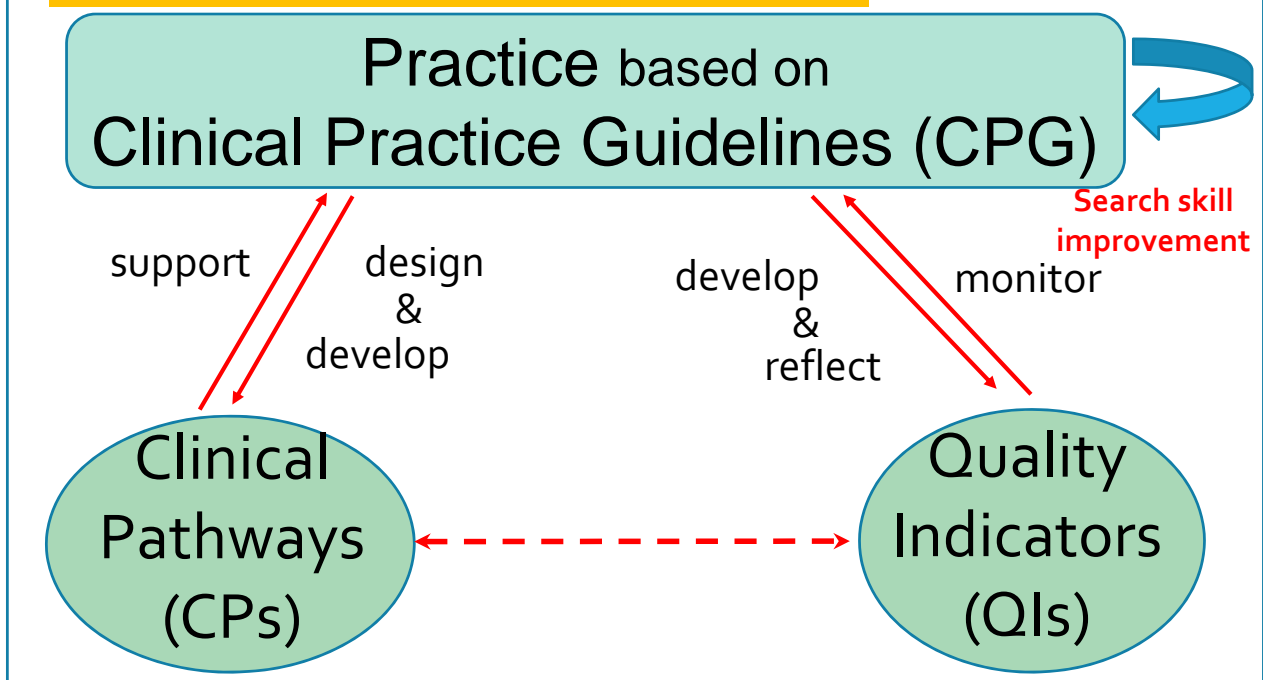 Practice based on
Clinical Practice Guidelines (CPG)
Search skill
improvement
support
design
&
develop
develop
&
reflect
monitor
Clinical
Pathways
(CPs)
Quality
Indicators
(QIs)